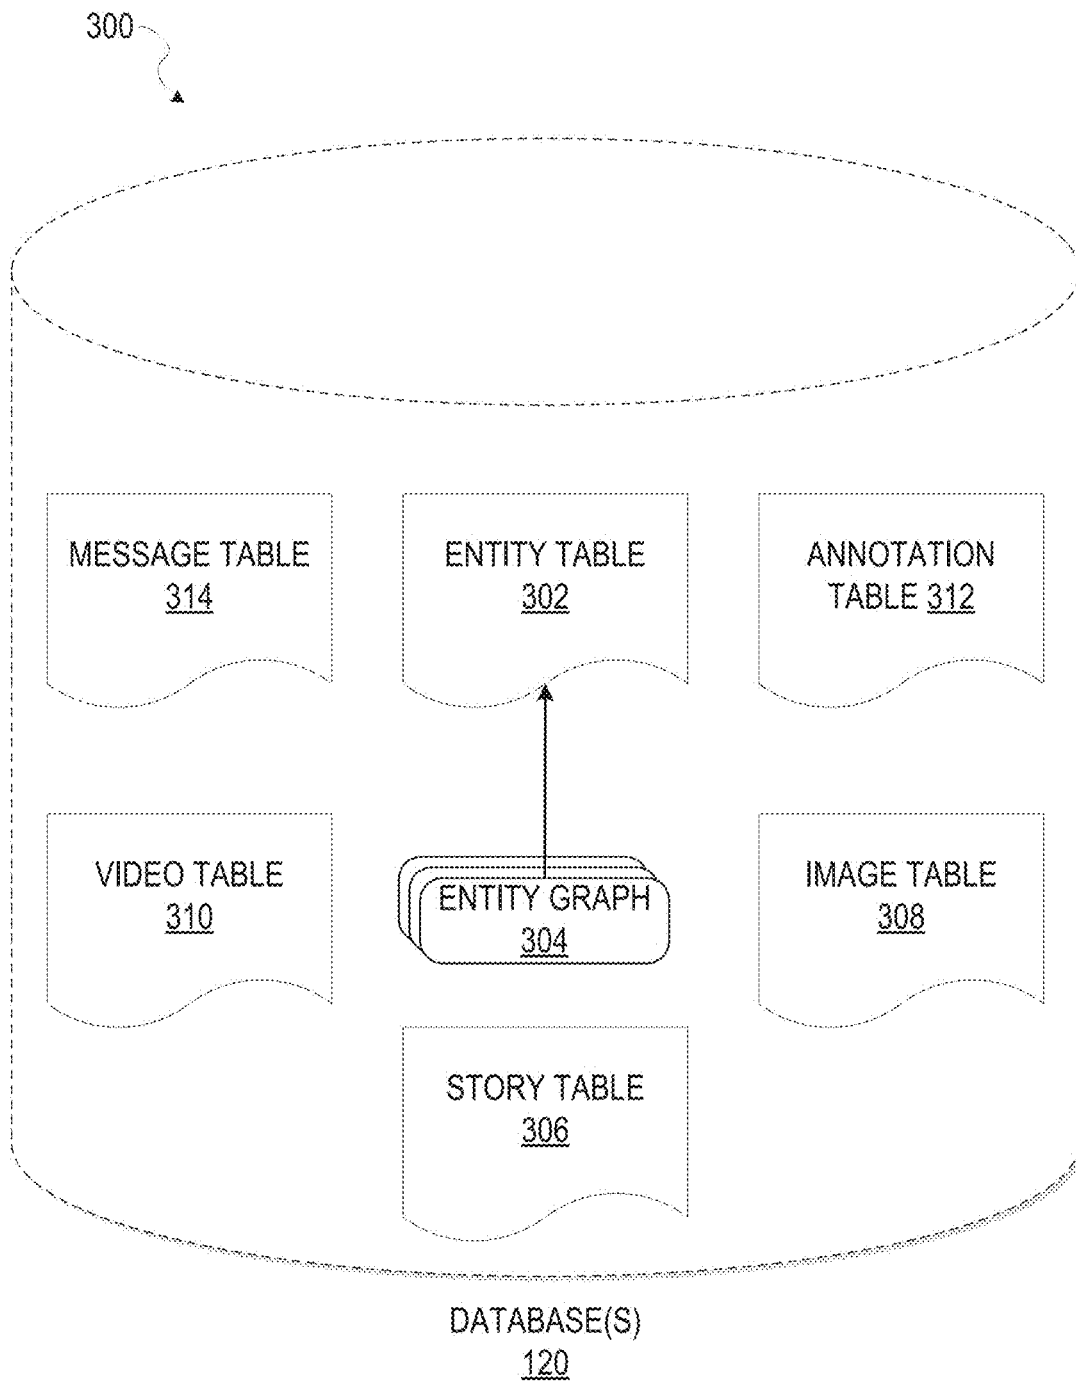 300
MESSAGE TABLE
314
ENTITY TABLE
302
ANNOTATION
TABLE 312
VIDEO TABLE
310
ENTITY GRAPH
304
IMAGE TABLE
308
STORY TABLE
306
DATABASE(S)
120